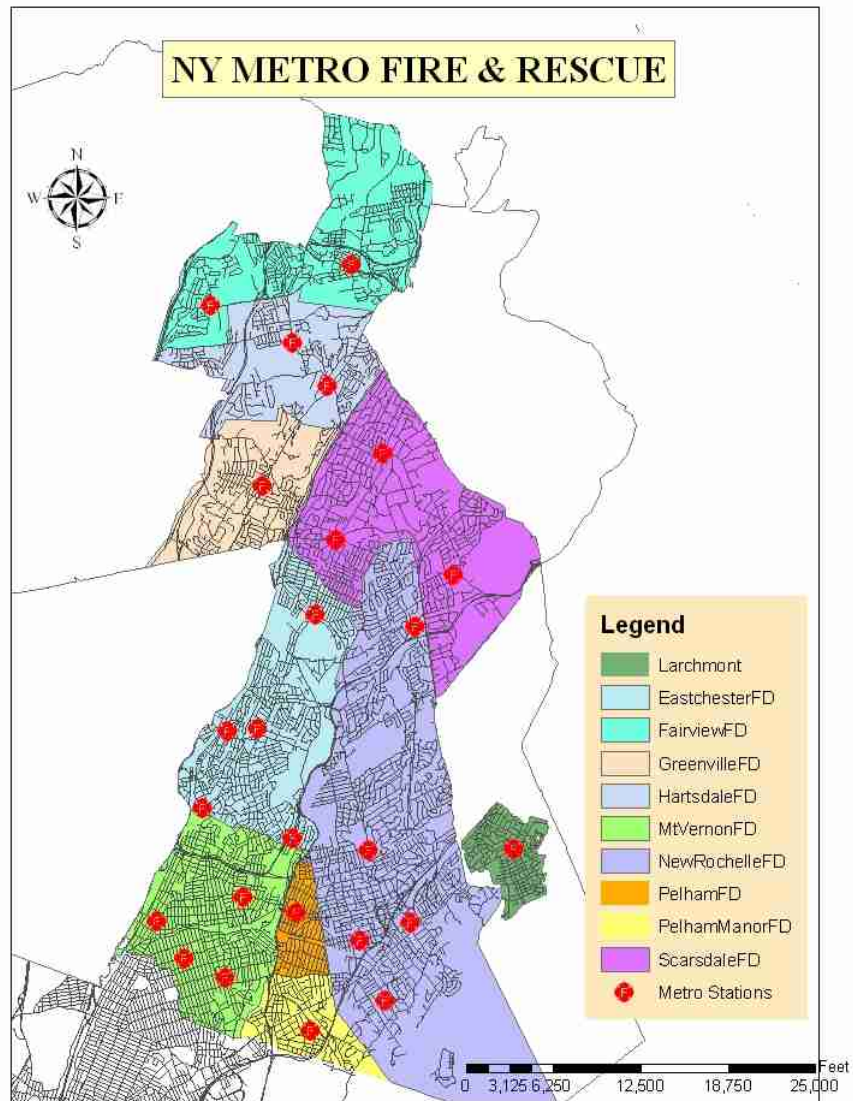 NY METRO FIRE & RESCUE
N
W E
S
Legend
Larchmont
EastchesterFD
FairviewFD
GreenvilleFD
HartsdaleFD
MtVernonFD
NewRochelleFD
PelhamFD
PelhamManorFD
ScarsdaleFD
F Metro Stations
Feet
0 3,125 6,250 12,500 18,750 25,000